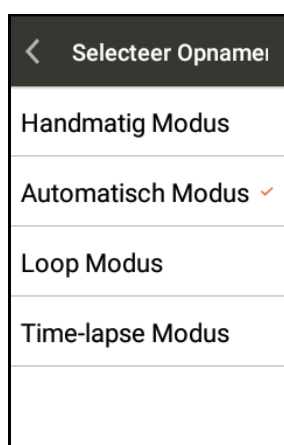 Selecteer Opname
Handmatig Modus
Automatisch Modus
Loop Modus
Time-lapse Modus